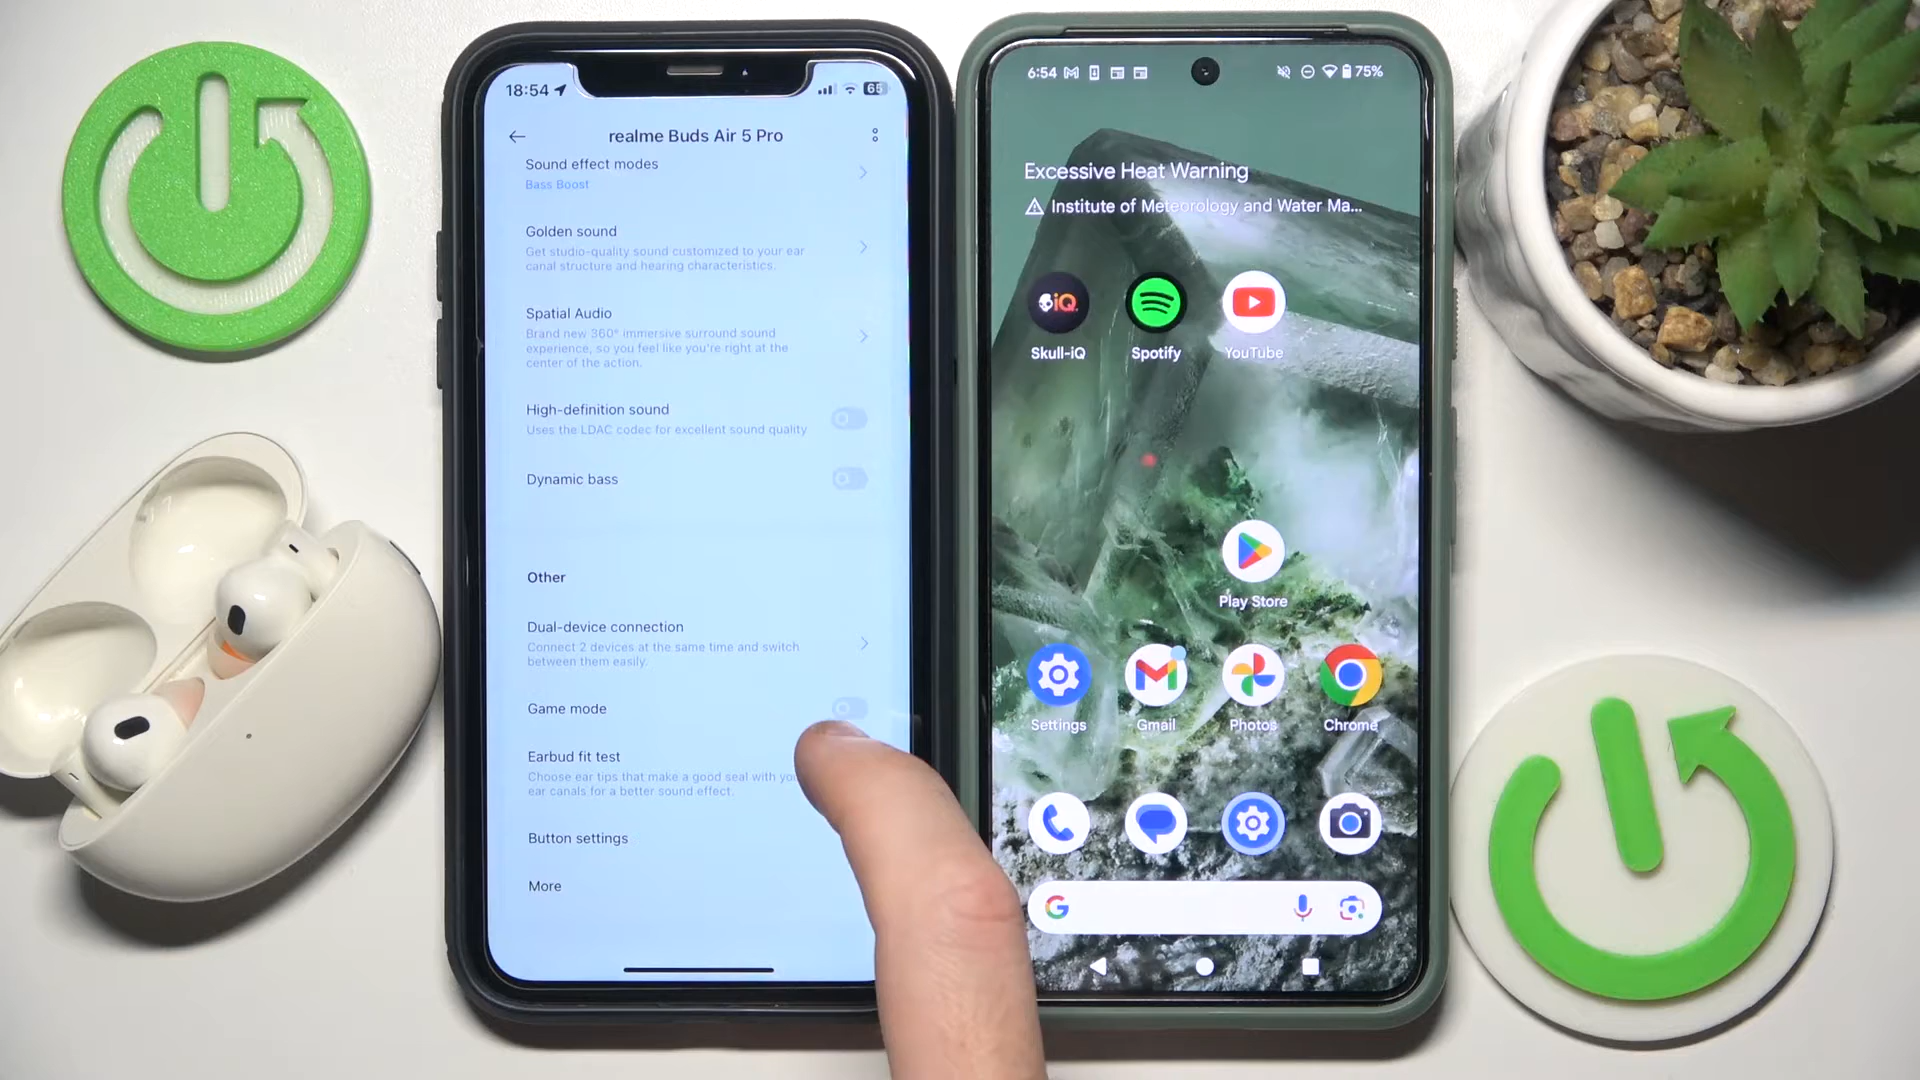 18:54
65
realme Buds Air 5 Pro
Sound effect modes
Bass Boost
Golden sound
Get studio-quality sound customized to your ear
canal structure and hearing characteristics.
Spatial Audio
Brand new 360° immersive surround sound
experience, so you feel like you're right at the
center of the action.
High-definition sound
Uses the LDAC codec for excellent sound quality
Dynamic bass
Other
Dual-device connection
Connect 2 devices at the same time and switch
between them easily.
Game mode
Earbud fit test
Choose ear tips that make a good seal with
ear canals for a better sound effect.
Button settings
More
6:54
75%
Excessive Heat Warning
Institute of Meteorology and Water Ma...
iQ
Skull-iQ
Spotify
YouTube
Play Store
Settings
Gmail
Photos
Chrome